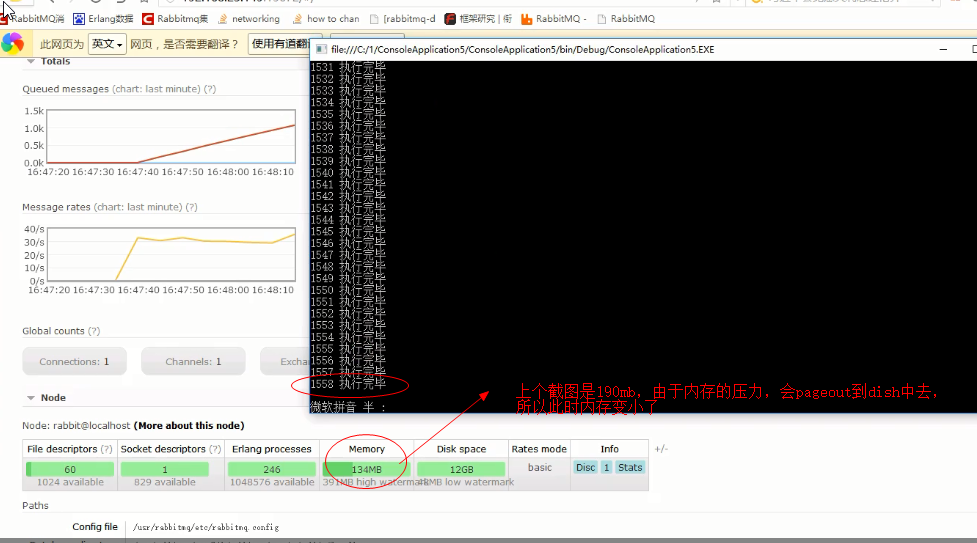 RabbitMQ消
Erlang数据
Rabbitmq集
networking
how to chan
[rabbitmq-d
框架研究 | 衔
RabbitMQ -
RabbitMQ
此网页为 英文 网页，是否需要翻译？
file:///C:/1/ConsoleApplication5/ConsoleApplication5/bin/Debug/ConsoleApplication5.EXE
Totals
Queued messages (chart: last minute) (?)
1.5k
1.0k
0.5k
0.0k
16:47:20 16:47:30 16:47:40 16:47:50 16:48:00 16:48:10
Message rates (chart: last minute) (?)
40/s
30/s
20/s
10/s
0/s
16:47:20 16:47:30 16:47:40 16:47:50 16:48:00 16:48:10
Global counts (?)
Connections: 1
Channels: 1
Excha
1531 执行完毕
1532 执行完毕
1533 执行完毕
1534 执行完毕
1535 执行完毕
1536 执行完毕
1537 执行完毕
1538 执行完毕
1539 执行完毕
1540 执行完毕
1541 执行完毕
1542 执行完毕
1543 执行完毕
1544 执行完毕
1545 执行完毕
1546 执行完毕
1547 执行完毕
1548 执行完毕
1549 执行完毕
1550 执行完毕
1551 执行完毕
1552 执行完毕
1553 执行完毕
1554 执行完毕
1555 执行完毕
1556 执行完毕
1557 执行完毕
1558 执行完毕
微软拼音 半 :
上个截图是190mb，由于内存的压力，会pageout到dish中去，
所以此时内存变小了
Node
Node: rabbit@localhost (More about this node)
File descriptors (?) Socket descriptors (?) Erlang processes Memory Disk space Rates mode Info +/-
60 1 246 134MB 12GB basic Disc 1 Stats
1024 available 829 available 1048576 available 391MB high watermark 48MB low watermark
Paths
Config file /usr/rabbitmq/etc/rabbitmq.config